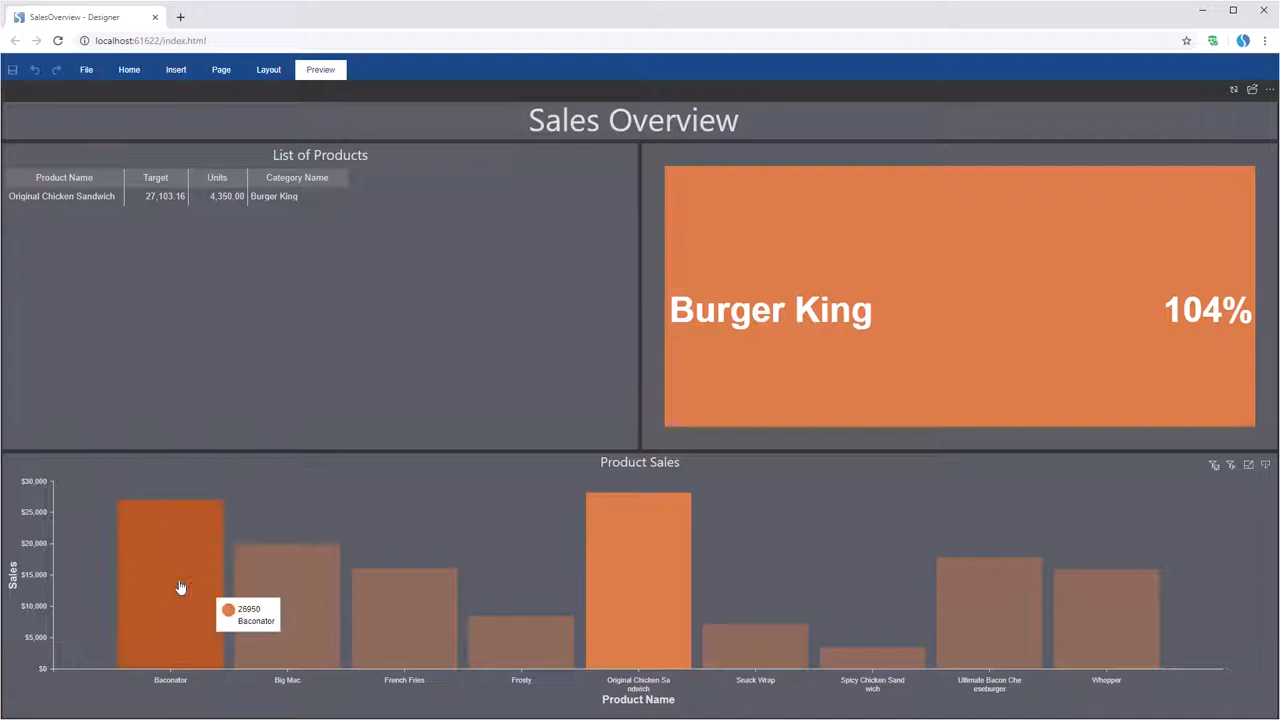 SalesOverview - Designer
localhost:61622/index.html
File Home Insert Page Layout Preview
Sales Overview
List of Products
Product Name Target Units Category Name
Original Chicken Sandwich 27,103.16 4,350.00 Burger King
Burger King 104%
Product Sales
$30,000
$25,000
$20,000
$15,000
$10,000
$5,000
$0
Sales
26950
Baconator
Baconator Big Mac French Fries Frosty Original Chicken Sa Snack Wrap Spicy Chicken Sand Ultimate Bacon Che Whopper
ndwich wich eseburger
Product Name